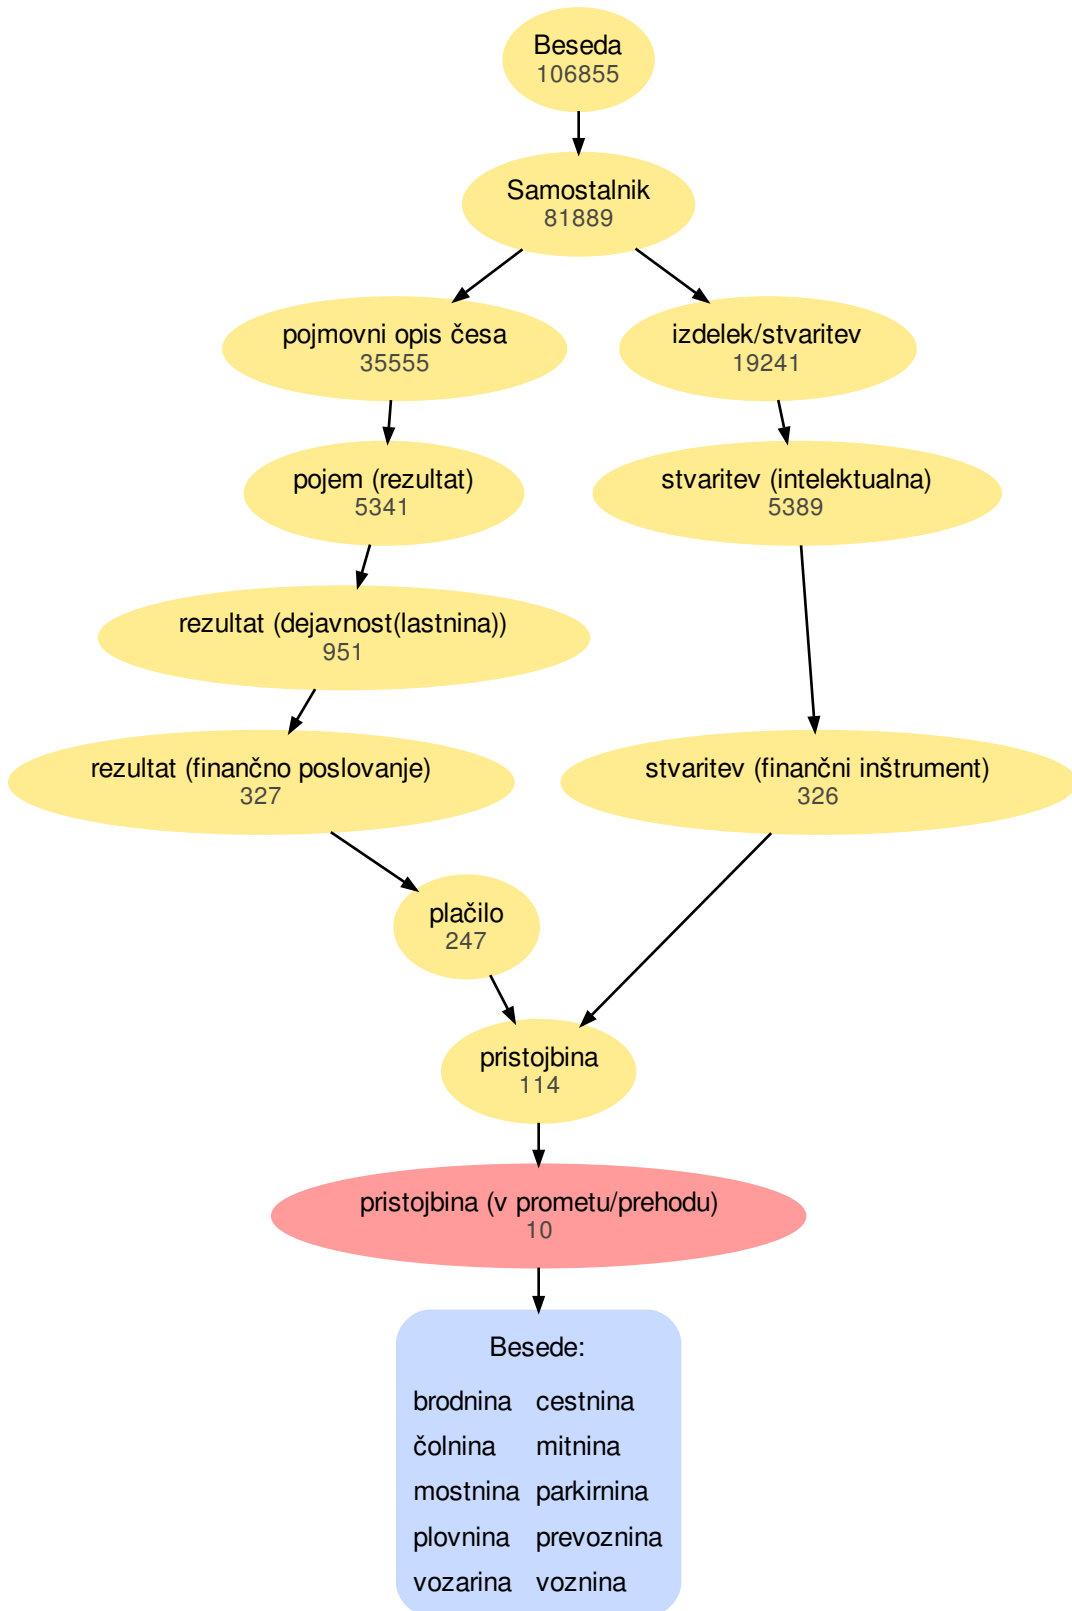 Beseda
106855
Samostalnik
81889
pojmovni opis česa
35555
izdelek/stvaritev
19241
pojem (rezultat)
5341
stvaritev (intelektualna)
5389
rezultat (dejavnost(lastnina))
951
rezultat (finančno poslovanje)
327
stvaritev (finančni inštrument)
326
plačilo
247
pristojbina
114
pristojbina (v prometu/prehodu)
10
Besede:
brodnina cestnina
čolnina mitnina
mostnina parkirnina
plovnina prevoznina
vozarina voznina